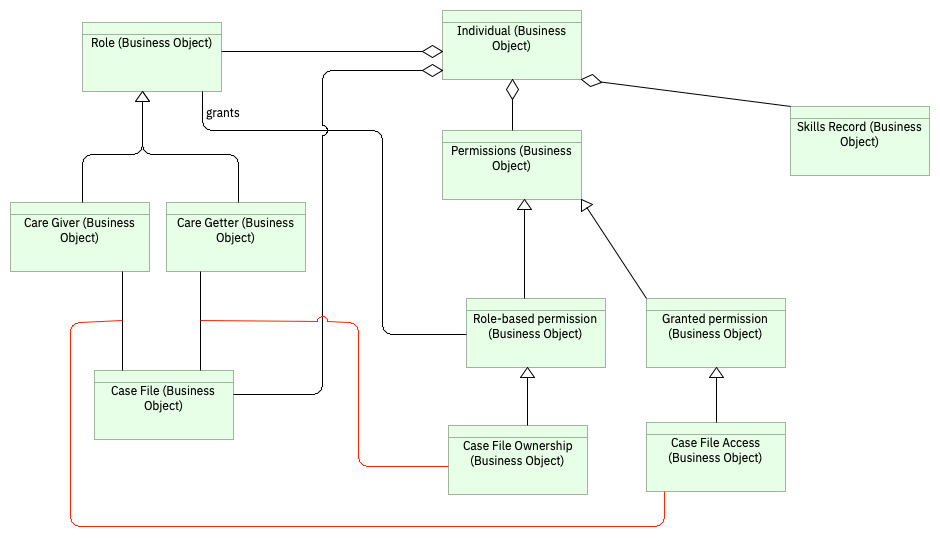 Role (Business Object)
Individual (Business
Object)
grants
Skills Record (Business
Object)
Permissions (Business
Object)
Care Giver (Business
Object)
Care Getter (Business
Object)
Role-based permission
(Business Object)
Granted permission
(Business Object)
Case File (Business
Object)
Case File Ownership
(Business Object)
Case File Access
(Business Object)